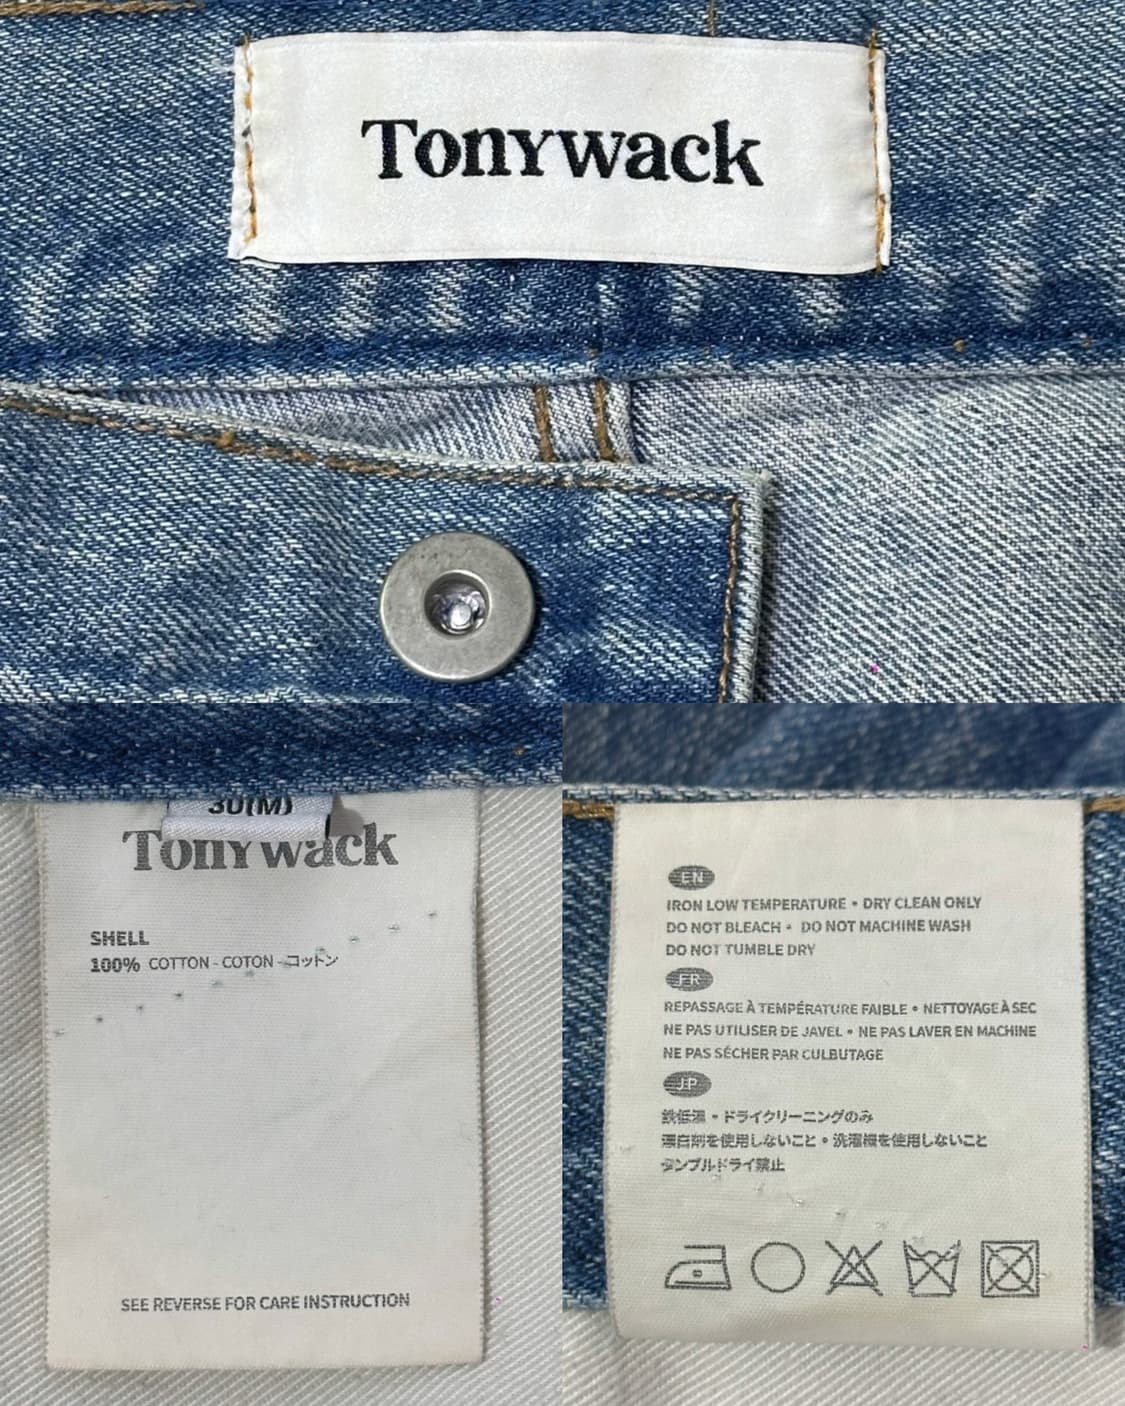 Tonywack
30(M)
Tonywack
SHELL
100% COTTON - COTON - コットン
SEE REVERSE FOR CARE INSTRUCTION
EN
IRON LOW TEMPERATURE • DRY CLEAN ONLY
DO NOT BLEACH • DO NOT MACHINE WASH
DO NOT TUMBLE DRY
FR
REPASSAGE À TEMPÉRATURE FAIBLE • NETTOYAGE À SEC
NE PAS UTILISER DE JAVEL • NE PAS LAVER EN MACHINE
NE PAS SÉCHER PAR CULBUTAGE
JP
鉄低温 • ドライクリーニングのみ
漂白剤を使用しないこと • 洗濯機を使用しないこと
タンブルドライ禁止